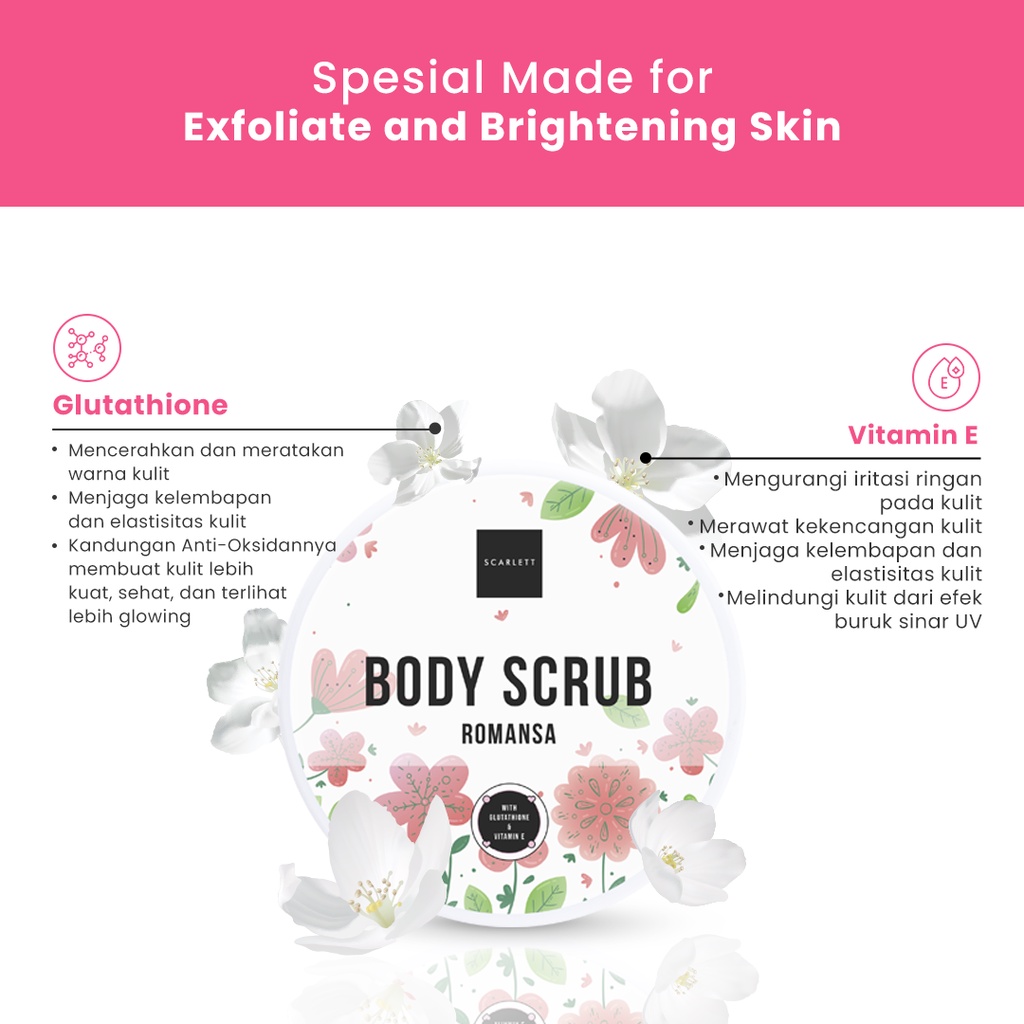 Spesial Made for
Exfoliate and Brightening Skin
Glutathione
• Mencerahkan dan meratakan
warna kulit
• Menjaga kelembapan
dan elastisitas kulit
• Kandungan Anti-Oksidannya
membuat kulit lebih
kuat, sehat, dan terlihat
lebih glowing
E
Vitamin E
•Mengurangi iritasi ringan
pada kulit
•Merawat kekencangan kulit
•Menjaga kelembapan dan
elastisitas kulit
•Melindungi kulit dari efek
buruk sinar UV
SCARLETT
BODY SCRUB
ROMANSA
WITH
GLUTATHIONE
&
VITAMIN E